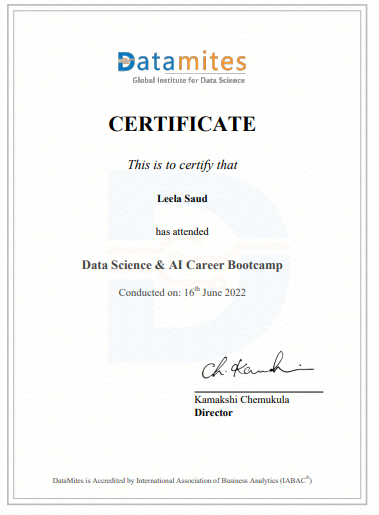 Datamites
Global Institute for Data Science
CERTIFICATE
This is to certify that
Leela Saud
has attended
Data Science & AI Career Bootcamp
Conducted on: 16th June 2022
Ch. Kamakshi
Kamakshi Chemukula
Director
DataMites is Accredited by International Association of Business Analytics (IABAC®)